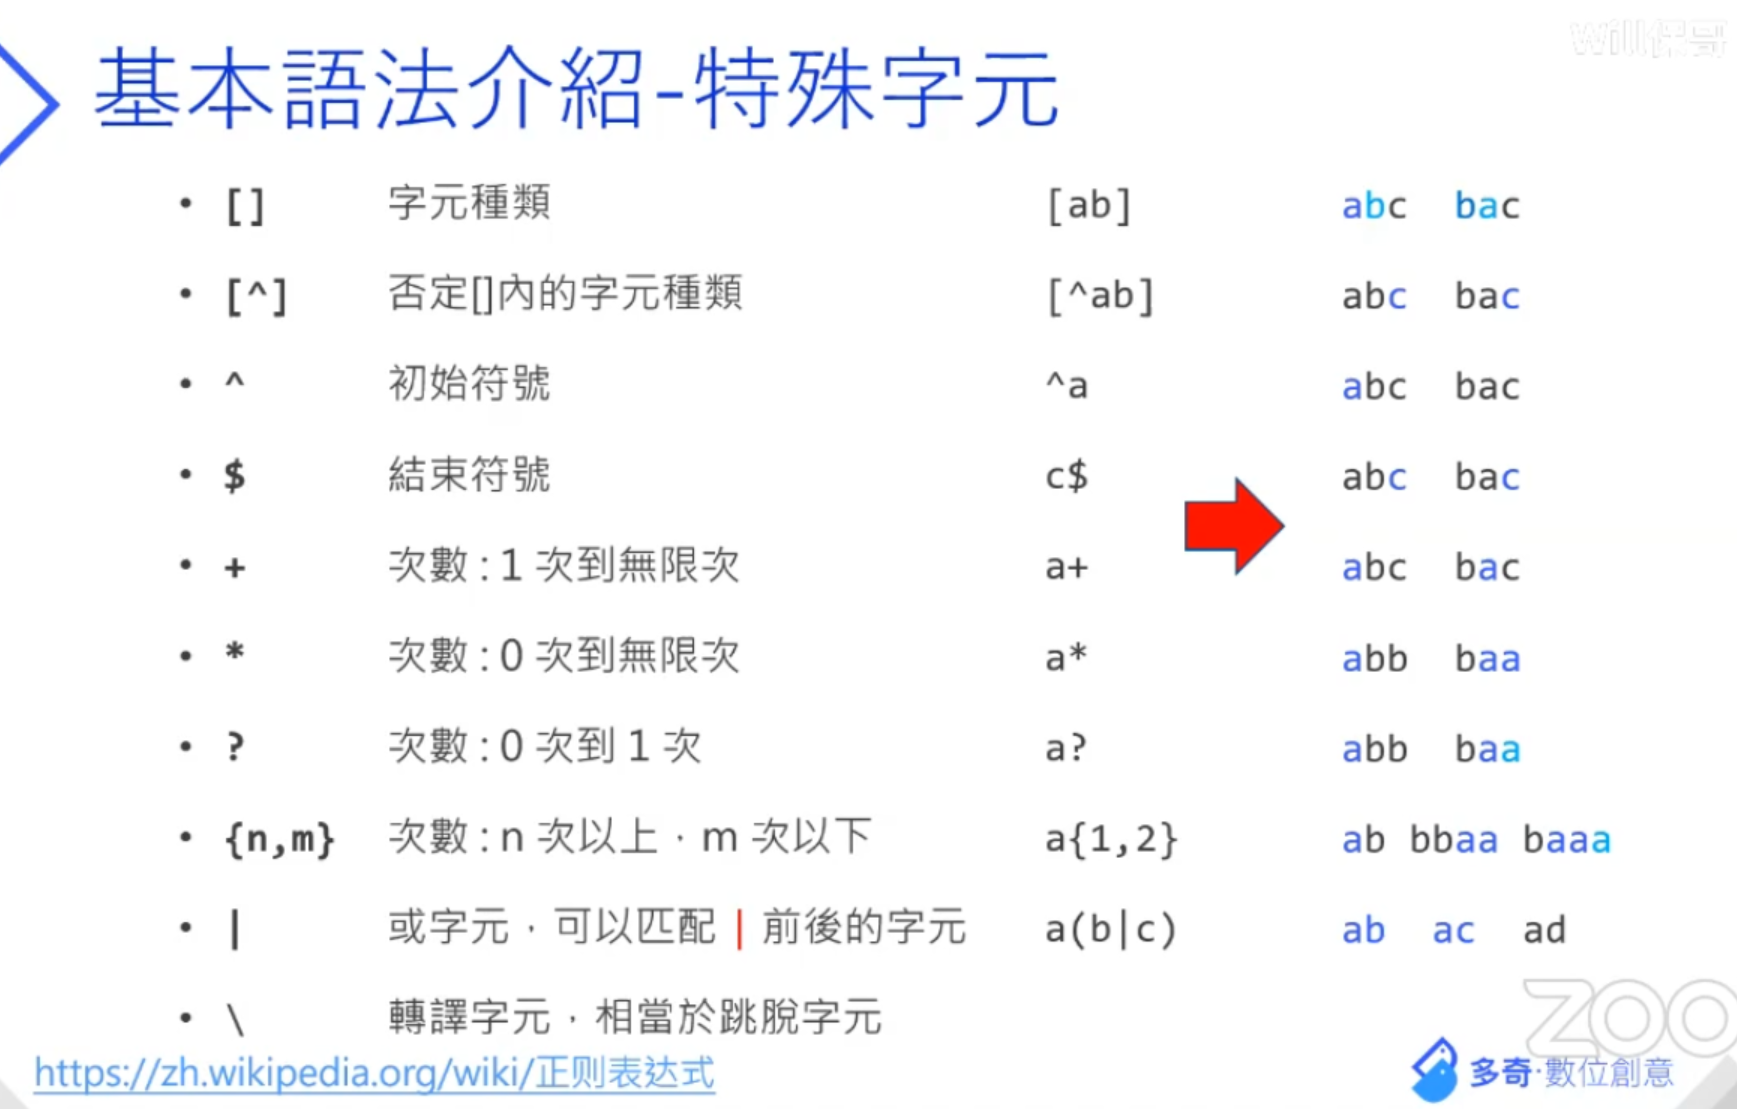 will保哥
基本語法介紹-特殊字元
• [] 字元種類 [ab] abc bac
• [^] 否定[]內的字元種類 [^ab] abc bac
• ^ 初始符號 ^a abc bac
• $ 結束符號 c$ abc bac
• + 次數 : 1 次到無限次 a+ abc bac
• * 次數 : 0 次到無限次 a* abb baa
• ? 次數 : 0 次到 1 次 a? abb baa
• {n,m} 次數 : n 次以上，m 次以下 a{1,2} ab bbaa baaa
• | 或字元，可以匹配 | 前後的字元 a(b|c) ab ac ad
• \ 轉譯字元，相當於跳脫字元
ZOO
https://zh.wikipedia.org/wiki/正则表达式
多奇·數位創意